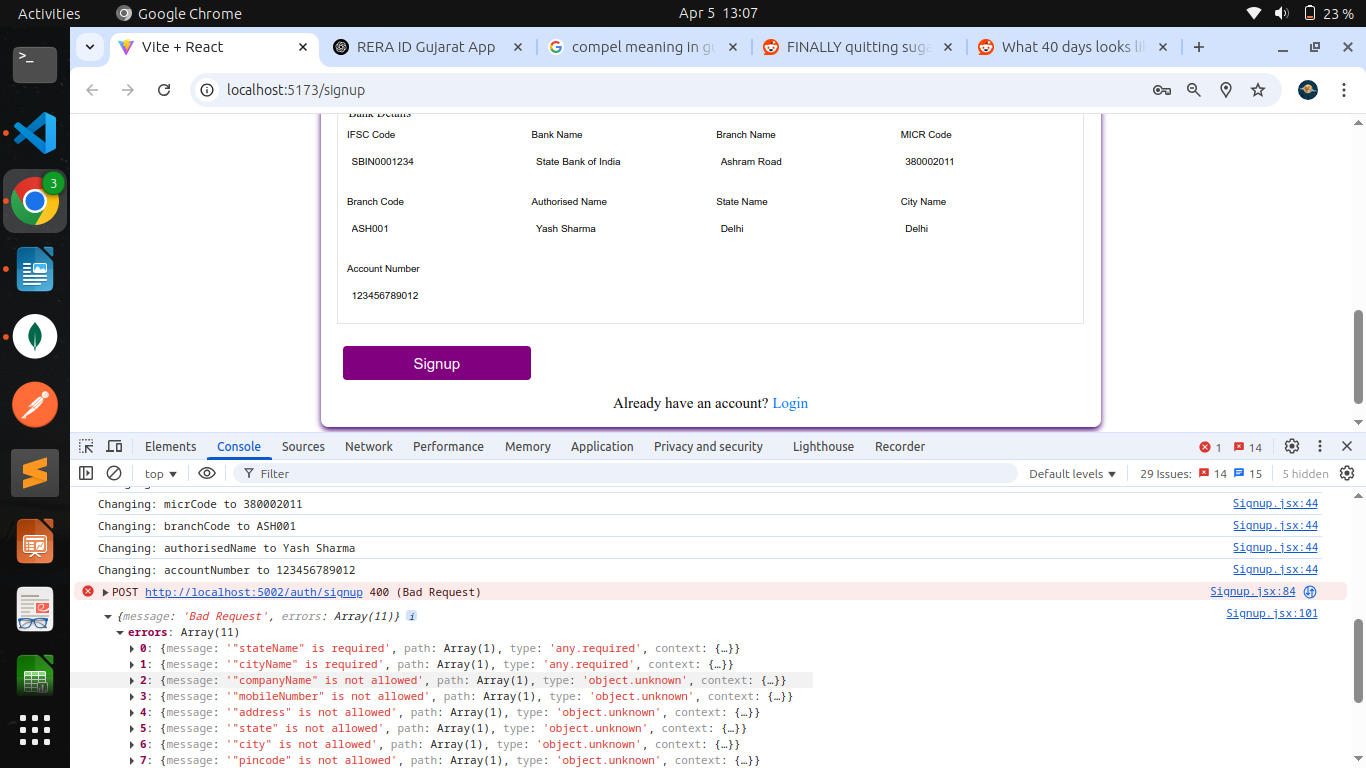 Activities
Google Chrome
Apr 5 13:07
23 %
Vite + React
RERA ID Gujarat App
compel meaning in gu
FINALLY quitting suga
What 40 days looks li
localhost:5173/signup
3
Bank Details
IFSC Code Bank Name Branch Name MICR Code
SBIN0001234 State Bank of India Ashram Road 380002011
Branch Code Authorised Name State Name City Name
ASH001 Yash Sharma Delhi Delhi
Account Number
123456789012
Signup
Already have an account? Login
Elements Console Sources Network Performance Memory Application Privacy and security Lighthouse Recorder 1 14
top Filter Default levels 29 Issues: 14 15 5 hidden
Changing: micrCode to 380002011 Signup.jsx:44
Changing: branchCode to ASH001 Signup.jsx:44
Changing: authorisedName to Yash Sharma Signup.jsx:44
Changing: accountNumber to 123456789012 Signup.jsx:44
POST http://localhost:5002/auth/signup 400 (Bad Request) Signup.jsx:84
{message: 'Bad Request', errors: Array(11)} i Signup.jsx:101
errors: Array(11)
0: {message: '"stateName" is required', path: Array(1), type: 'any.required', context: {…}}
1: {message: '"cityName" is required', path: Array(1), type: 'any.required', context: {…}}
2: {message: '"companyName" is not allowed', path: Array(1), type: 'object.unknown', context: {…}}
3: {message: '"mobileNumber" is not allowed', path: Array(1), type: 'object.unknown', context: {…}}
4: {message: '"address" is not allowed', path: Array(1), type: 'object.unknown', context: {…}}
5: {message: '"state" is not allowed', path: Array(1), type: 'object.unknown', context: {…}}
6: {message: '"city" is not allowed', path: Array(1), type: 'object.unknown', context: {…}}
7: {message: '"pincode" is not allowed', path: Array(1), type: 'object.unknown', context: {…}}